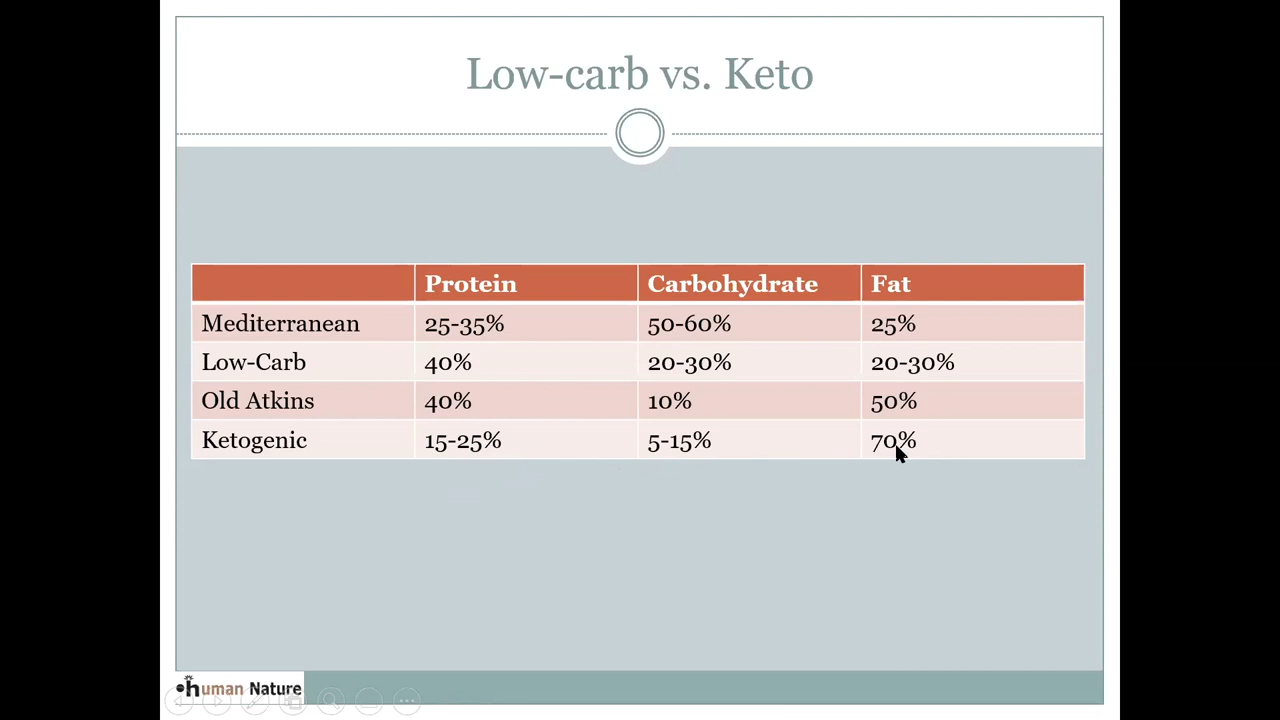 Low-carb vs. Keto
Protein Carbohydrate Fat
Mediterranean 25-35% 50-60% 25%
Low-Carb 40% 20-30% 20-30%
Old Atkins 40% 10% 50%
Ketogenic 15-25% 5-15% 70%
human Nature